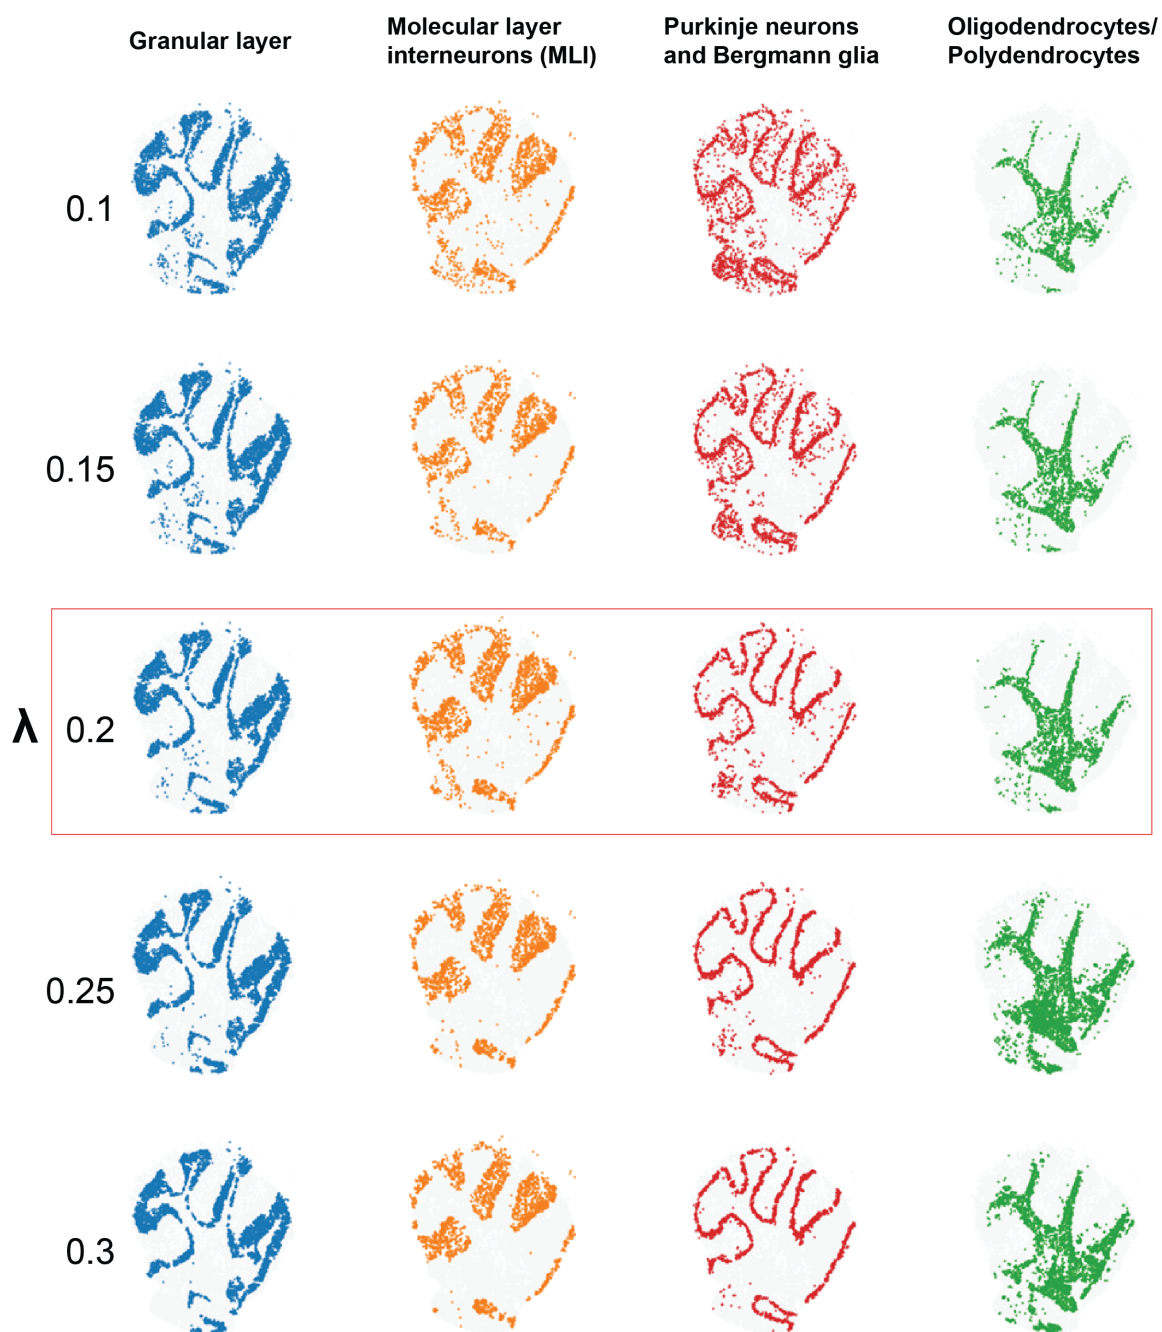 Granular layer
Molecular layer
interneurons (MLI)
Purkinje neurons
and Bergmann glia
Oligodendrocytes/
Polydendrocytes
0.1
0.15
λ 0.2
0.25
0.3